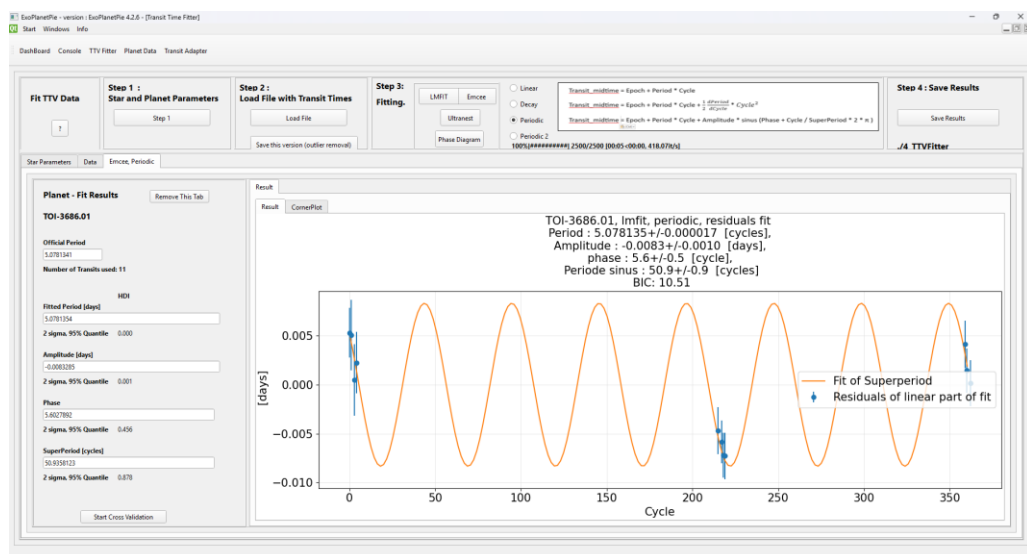 ExoPlanetPie - version : ExoPlanetPie 4.2.6 - [Transit Time Fitter]
Start Windows Info
DashBoard Console TTV Fitter Planet Data Transit Adapter
Fit TTV Data
?
Step 1 :
Star and Planet Parameters
Step 1
Step 2 :
Load File with Transit Times
Load File
Save this version (outlier removal)
Step 3:
Fitting.
LMFIT Emcee
Ultranest
Phase Diagram
Linear
Decay
Periodic
Periodic 2
Transit_midtime = Epoch + Period * Cycle
Transit_midtime = Epoch + Period * Cycle + 1/2 dPeriod/dCycle * Cycle²
Transit_midtime = Epoch + Period * Cycle + Amplitude * sinus (Phase + Cycle / SuperPeriod * 2 * π )
100%|##########| 2500/2500 [00:05<00:00, 418.07it/s]
Step 4 : Save Results
Save Results
./4_TTVFitter
Star Parameters Data Emcee, Periodic
Planet - Fit Results
Remove This Tab
TOI-3686.01
Official Period
5.0781341
Number of Transits used: 11
HDI
Fitted Period [days]
5.0781354
2 sigma, 95% Quantile 0.000
Amplitude [days]
-0.0083285
2 sigma, 95% Quantile 0.001
Phase
5.6027892
2 sigma, 95% Quantile 0.456
SuperPeriod [cycles]
50.9358123
2 sigma, 95% Quantile 0.878
Start Cross Validation
Result
Result CornerPlot
TOI-3686.01, lmfit, periodic, residuals fit
Period : 5.078135+/-0.000017 [cycles],
Amplitude : -0.0083+/-0.0010 [days],
phase : 5.6+/-0.5 [cycle],
Periode sinus : 50.9+/-0.9 [cycles]
BIC: 10.51
0.005
0.000
−0.005
−0.010
[days]
Fit of Superperiod
Residuals of linear part of fit
0 50 100 150 200 250 300 350
Cycle